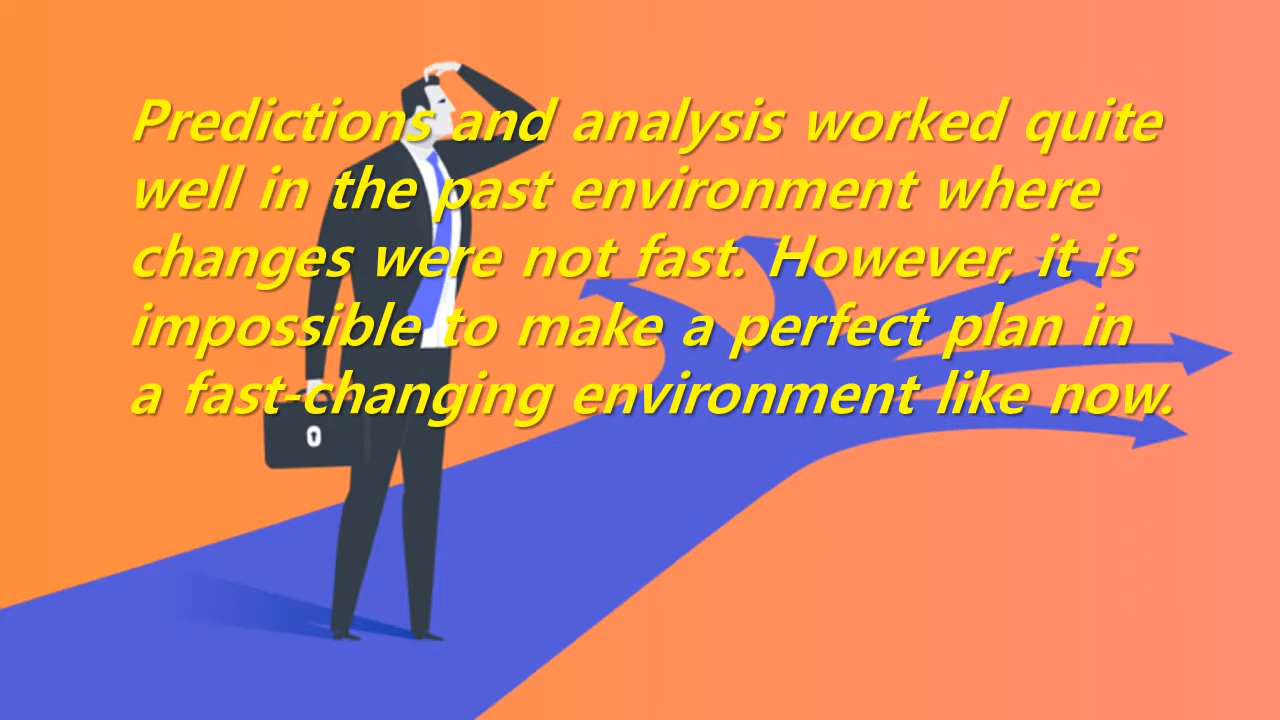 Predictions and analysis worked quite
well in the past environment where
changes were not fast. However, it is
impossible to make a perfect plan in
a fast-changing environment like now.